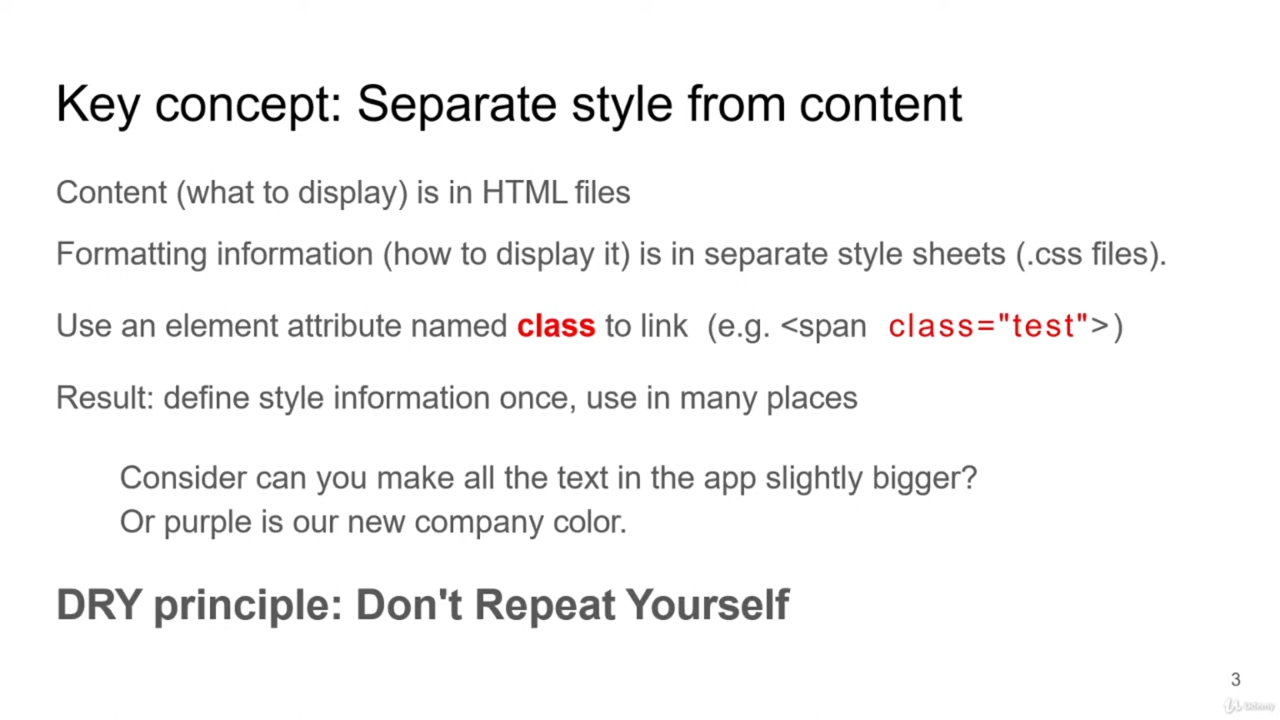 Key concept: Separate style from content
Content (what to display) is in HTML files
Formatting information (how to display it) is in separate style sheets (.css files).
Use an element attribute named class to link (e.g. <span class="test">)
Result: define style information once, use in many places
Consider can you make all the text in the app slightly bigger?
Or purple is our new company color.
DRY principle: Don't Repeat Yourself
3
Udemy